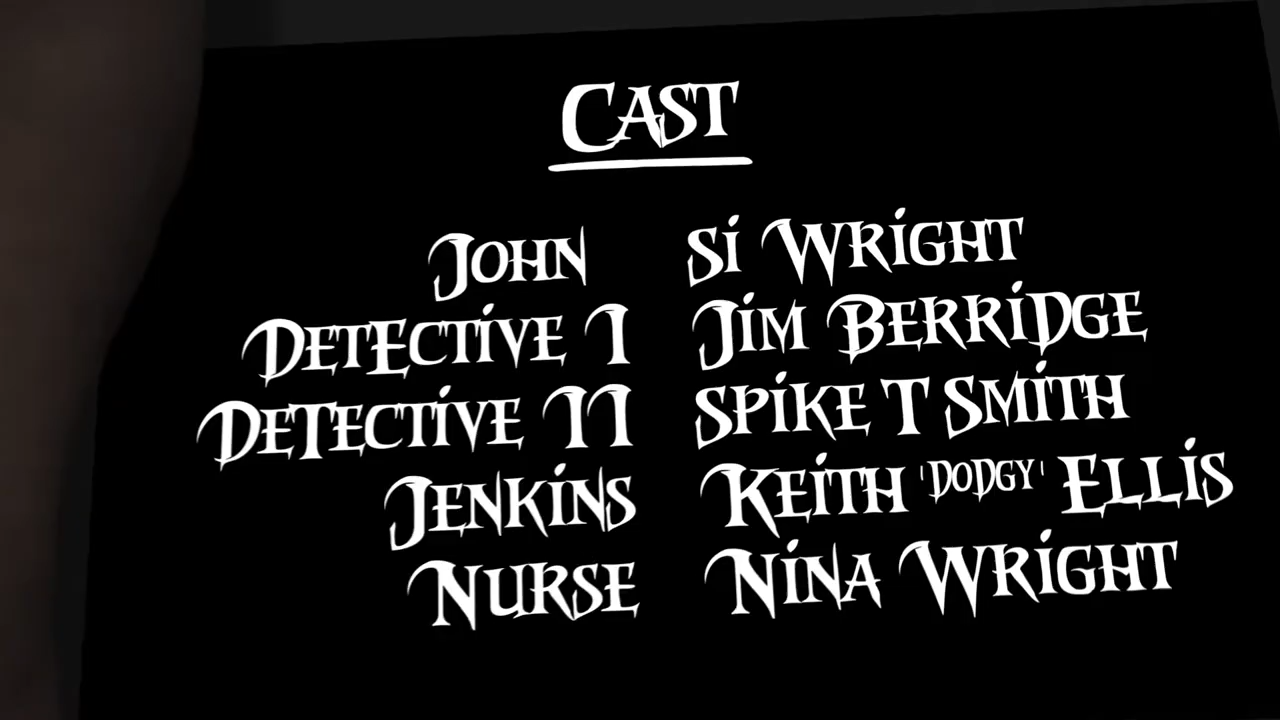 Cast
John Si Wright
Detective I Jim Berridge
Detective II Spike T Smith
Jenkins Keith 'Dodgy' Ellis
Nurse Nina Wright